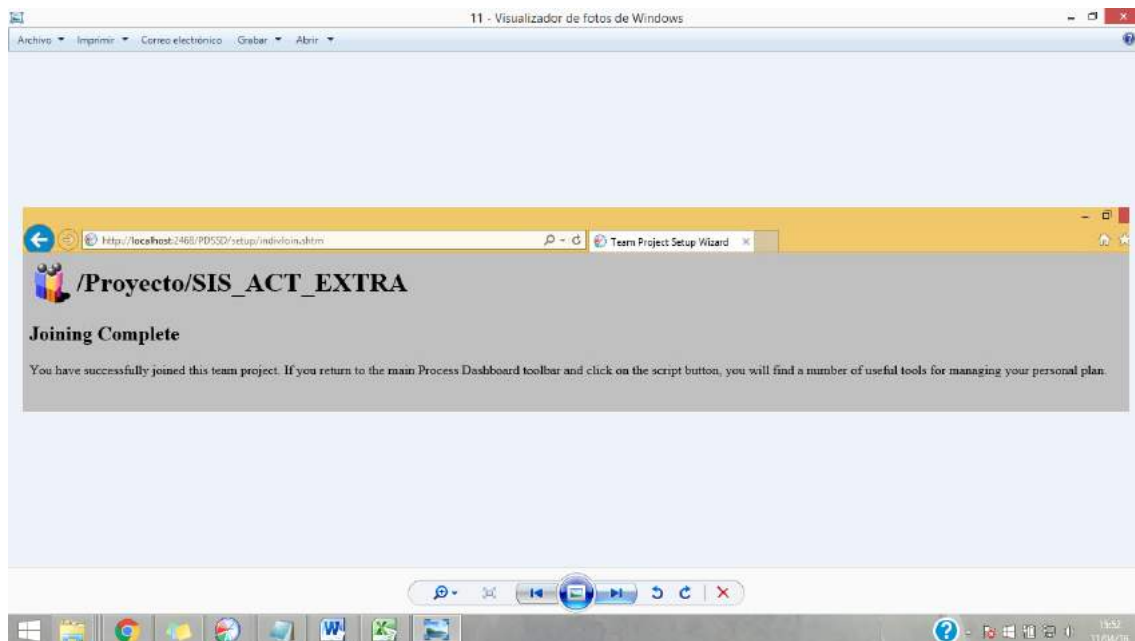 11 - Visualizador de fotos de Windows
Archivo Imprimir Correo electrónico Grabar Abrir
Team Project Setup Wizard
/Proyecto/SIS_ACT_EXTRA
Joining Complete
You have successfully joined this team project. If you return to the main Process Dashboard toolbar and click on the script button, you will find a number of useful tools for managing your personal plan.
15:52